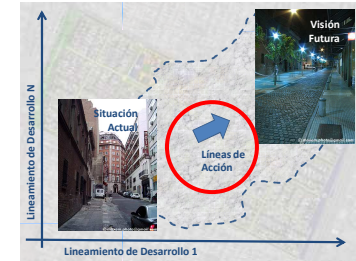 Visión
Futura
Situación
Actual
Líneas de
Acción
Lineamiento de Desarrollo N
Lineamiento de Desarrollo 1